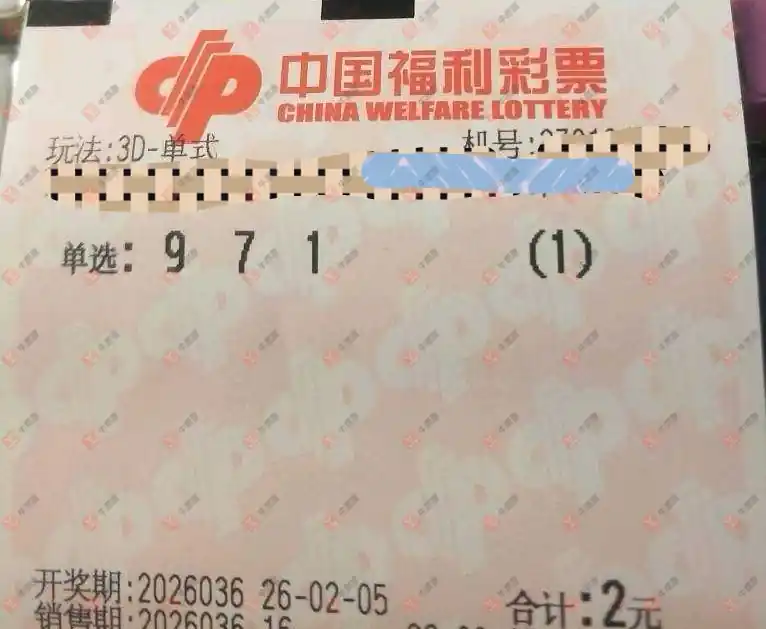 中国福利彩票
CHINA WELFARE LOTTERY
玩法:3D-单式 机号:
单选: 9 7 1 (1)
开奖期:2026036 26-02-05 合计:2元
销售期:2026036